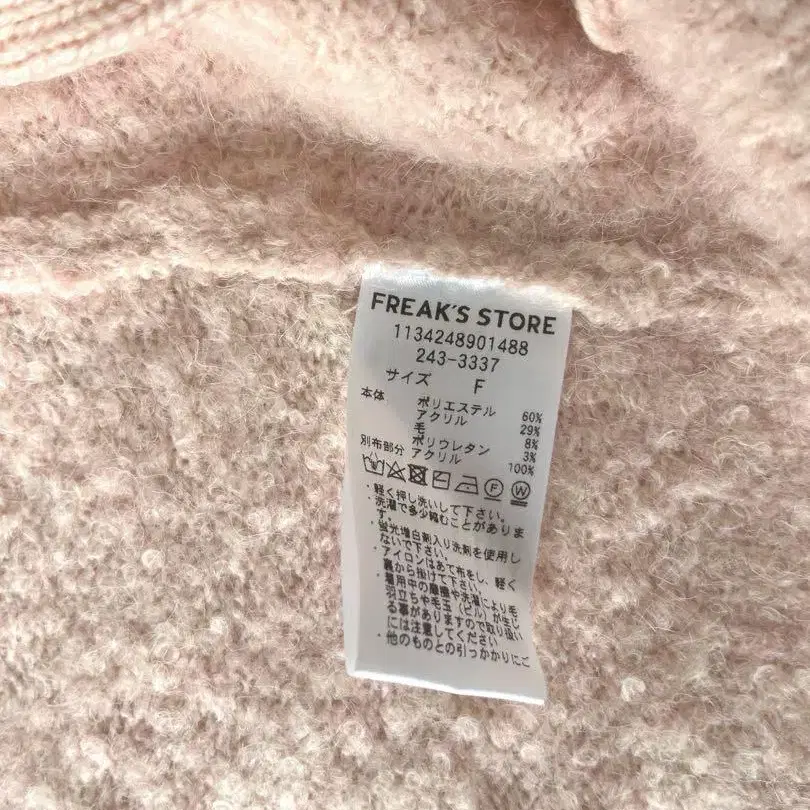 FREAK'S STORE
1134248901488
243-3337
サイズ F
本体 ポリエステル 60%
アクリル 29%
毛 8%
ポリウレタン 3%
別布部分 アクリル 100%
F W
・軽く押し洗いして下さい。
・洗濯で多少縮むことがありま
す。
・蛍光増白剤入り洗剤を使用し
ないで下さい。
・アイロンはあて布をし、軽く
裏から掛けて下さい。
・着用中の摩擦や洗濯により毛
羽立ちや毛玉（ピル）が生じ
る事がありますので取り扱い
には注意してください
・他のものとの引っかかりにご